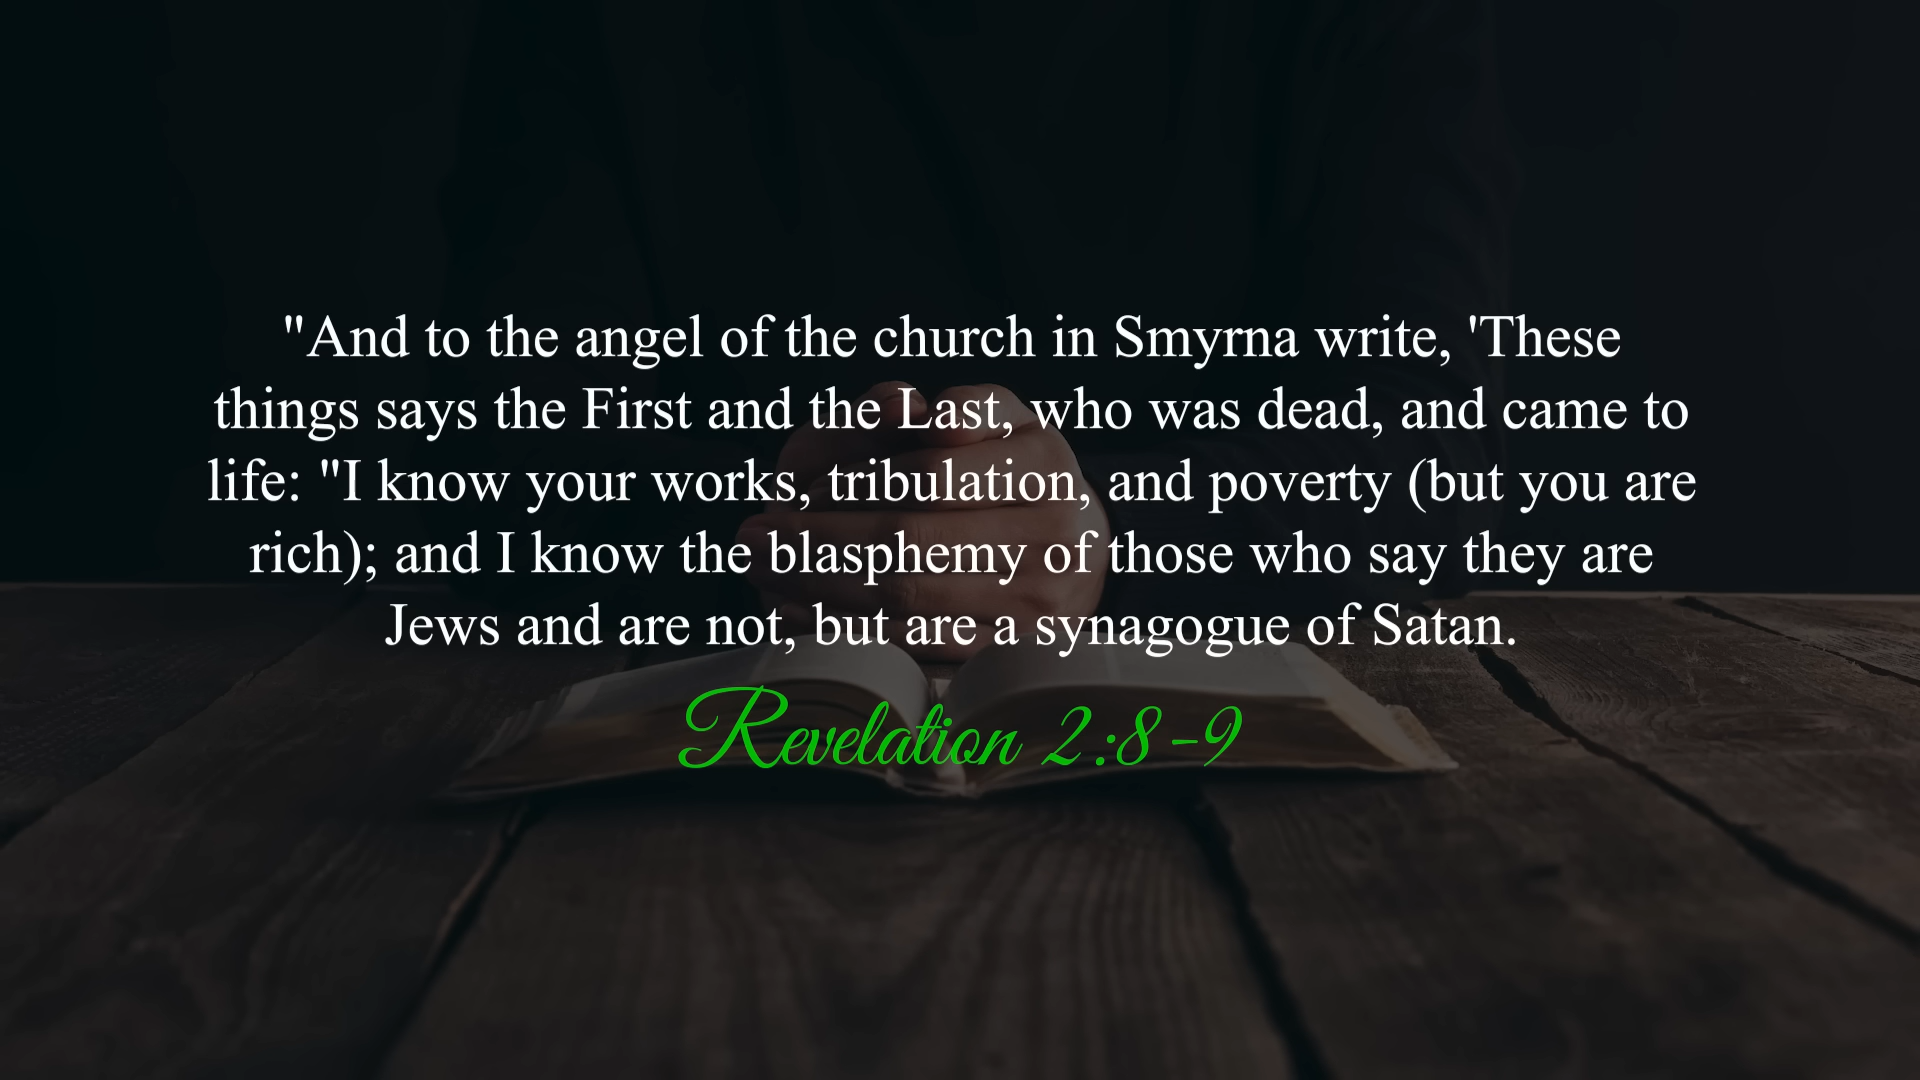 "And to the angel of the church in Smyrna write, 'These
things says the First and the Last, who was dead, and came to
life: "I know your works, tribulation, and poverty (but you are
rich); and I know the blasphemy of those who say they are
Jews and are not, but are a synagogue of Satan.
Revelation 2:8-9